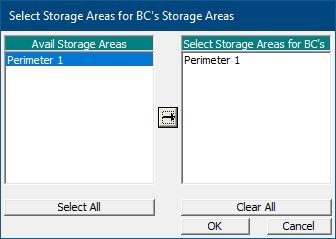 Select Storage Areas for BC's Storage Areas
Avail Storage Areas
Perimeter 1
Select All
Select Storage Areas for BC's
Perimeter 1
Clear All
OK
Cancel